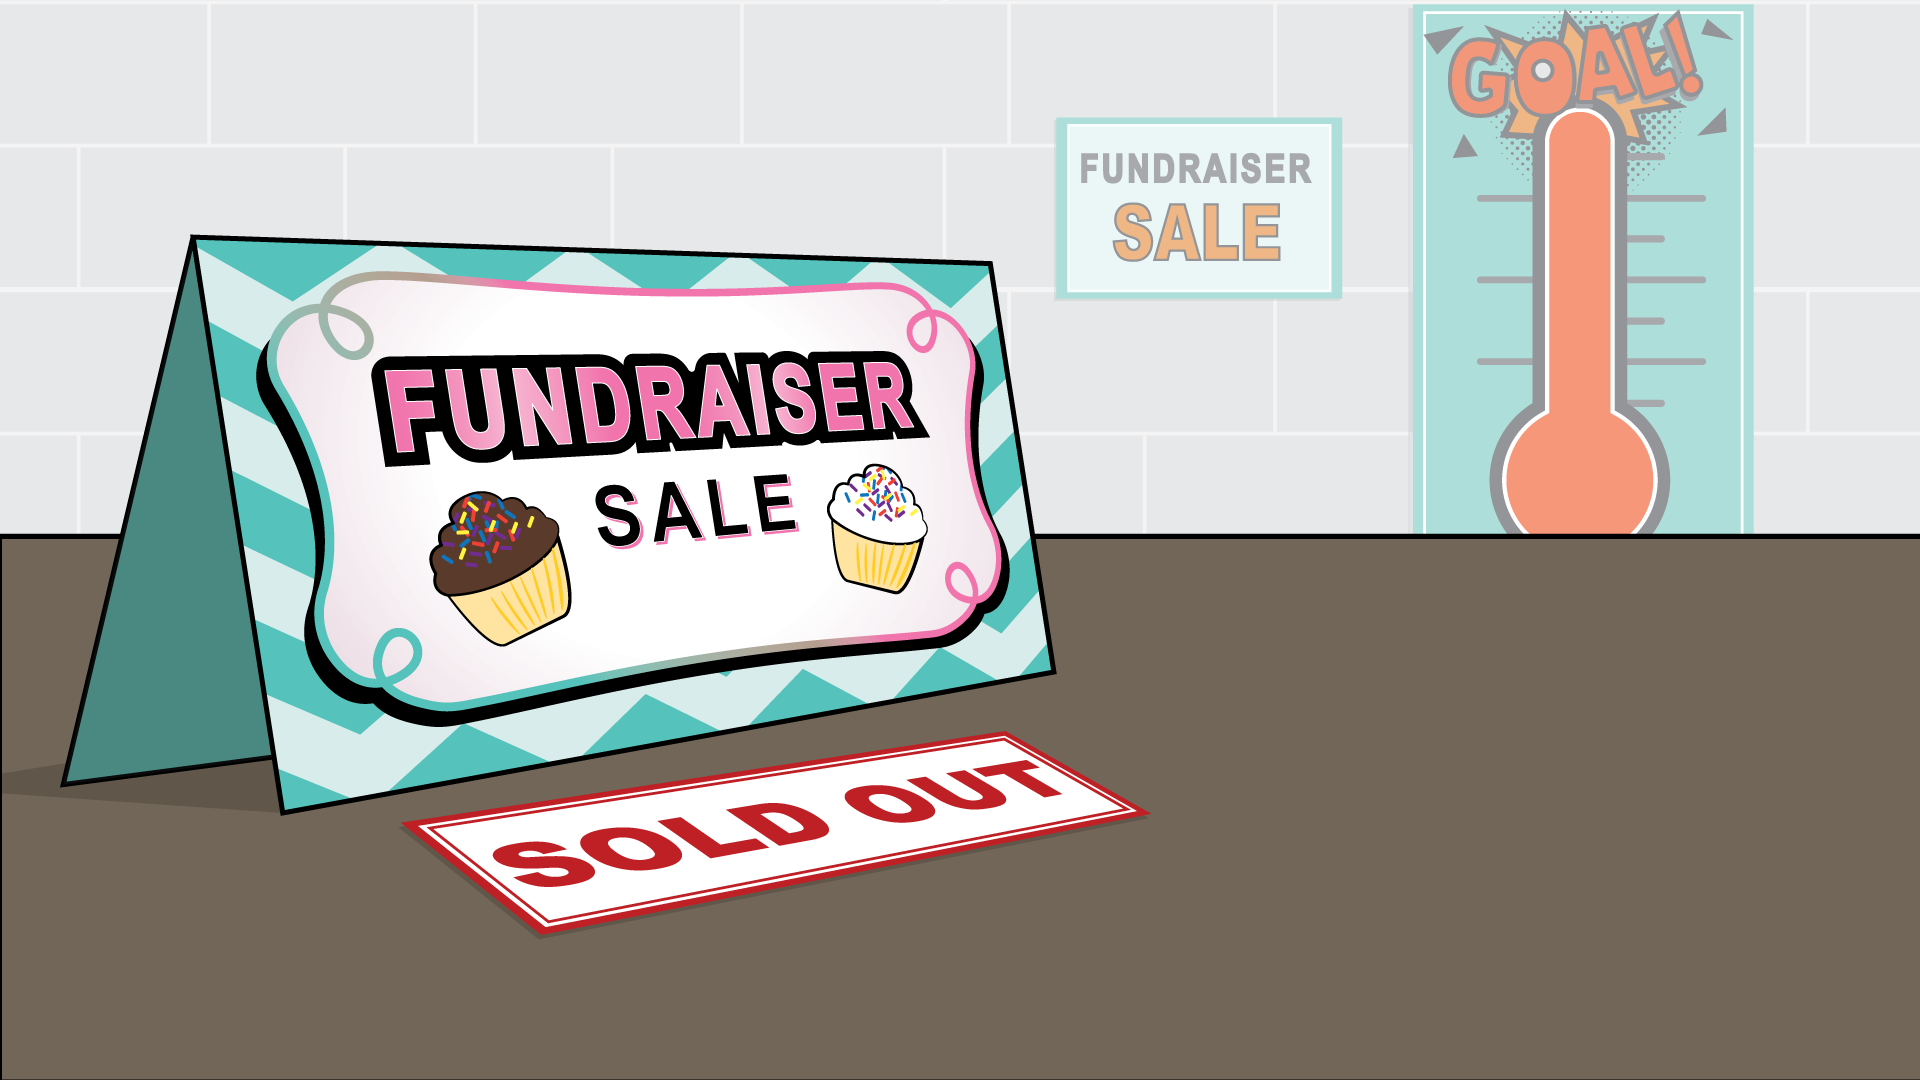 GOAL!
FUNDRAISER
SALE
FUNDRAISER
SALE
SOLD OUT